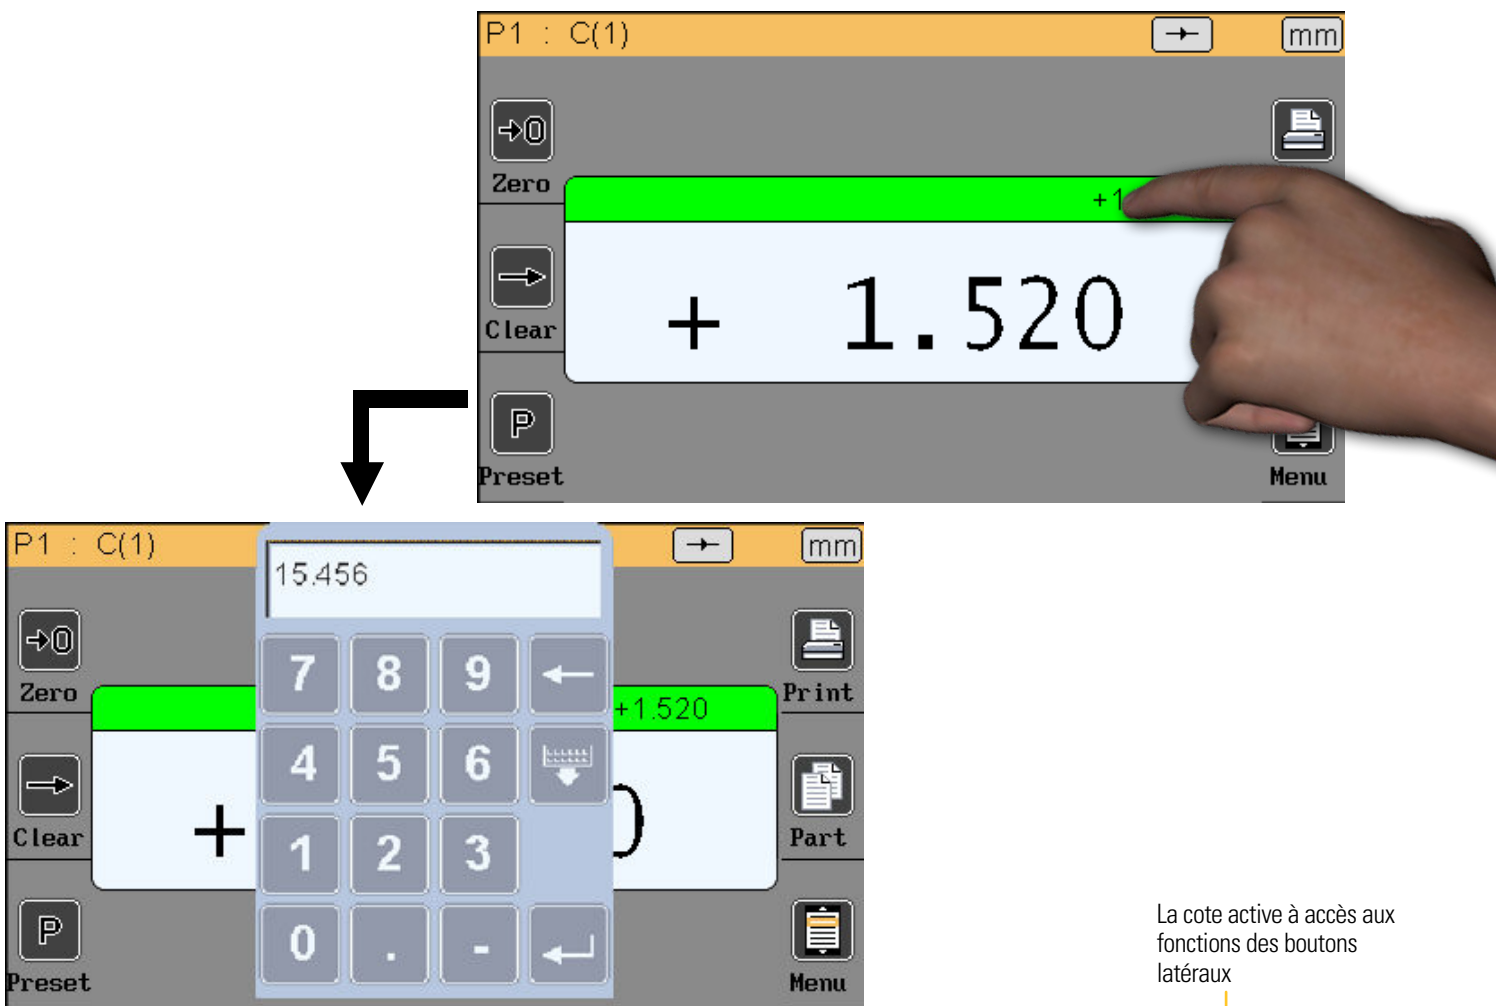 P1 : C(1) mm
Zero
+1
Clear
+ 1.520
P
Preset
Menu
P1 : C(1) mm
15.456
7 8 9
Zero
Print
+1.520
4 5 6
Clear
+
1 2 3
Part
P
0 . -
Preset
Menu
La cote active à accès aux
fonctions des boutons
latéraux